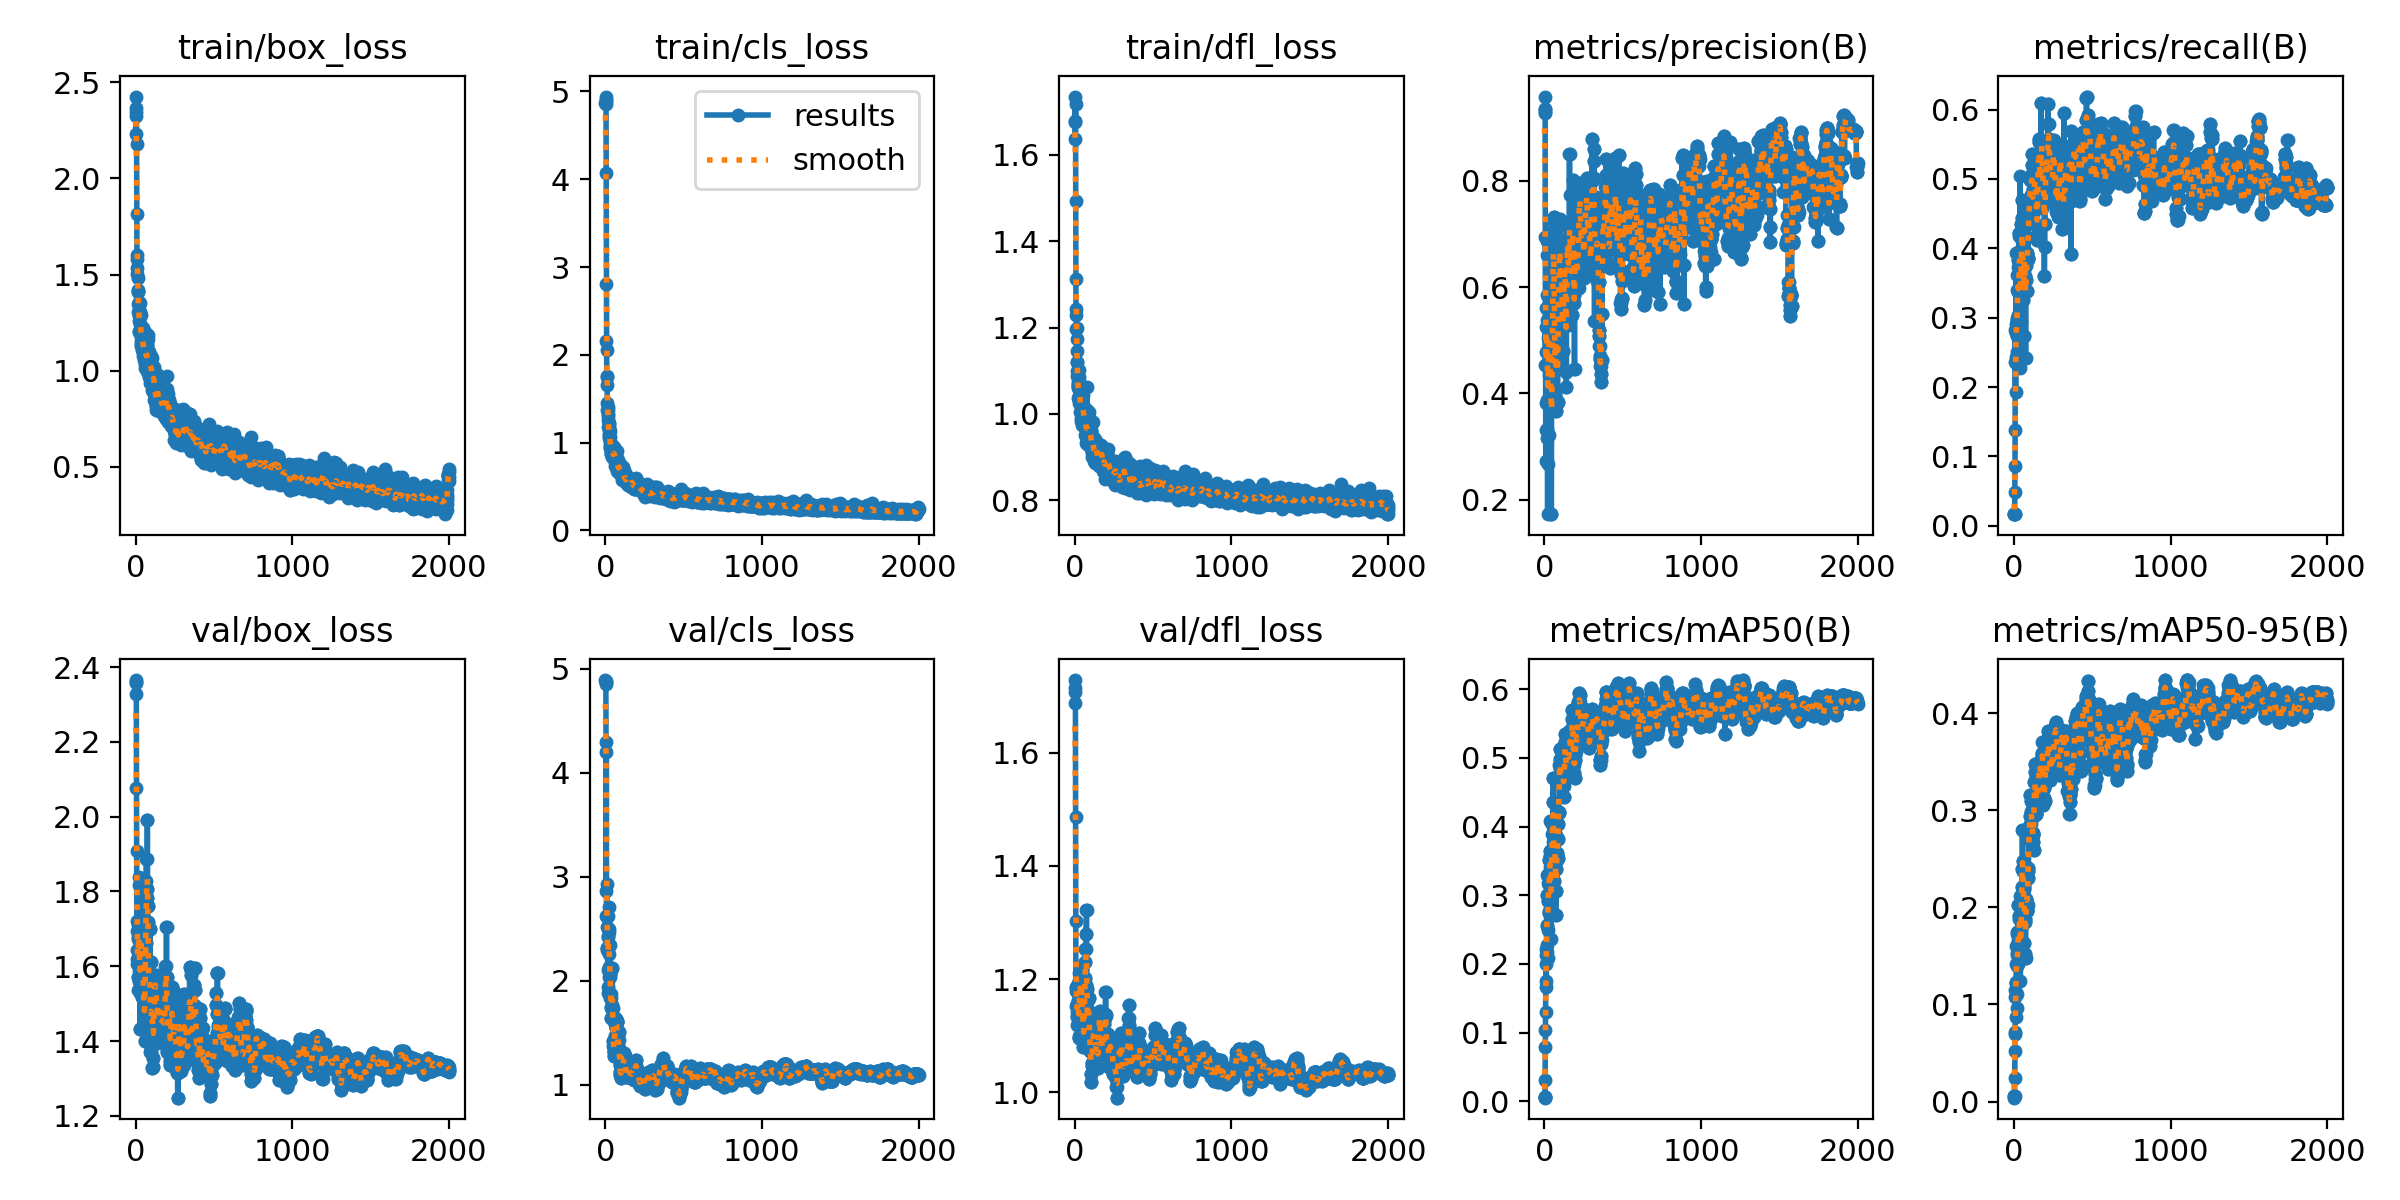 train/box_loss
2.5
2.0
1.5
1.0
0.5
0 1000 2000
train/cls_loss
results
smooth
5
4
3
2
1
0
0 1000 2000
train/dfl_loss
1.6
1.4
1.2
1.0
0.8
0 1000 2000
metrics/precision(B)
0.8
0.6
0.4
0.2
0 1000 2000
metrics/recall(B)
0.6
0.5
0.4
0.3
0.2
0.1
0.0
0 1000 2000
val/box_loss
2.4
2.2
2.0
1.8
1.6
1.4
1.2
0 1000 2000
val/cls_loss
5
4
3
2
1
0 1000 2000
val/dfl_loss
1.6
1.4
1.2
1.0
0 1000 2000
metrics/mAP50(B)
0.6
0.5
0.4
0.3
0.2
0.1
0.0
0 1000 2000
metrics/mAP50-95(B)
0.4
0.3
0.2
0.1
0.0
0 1000 2000